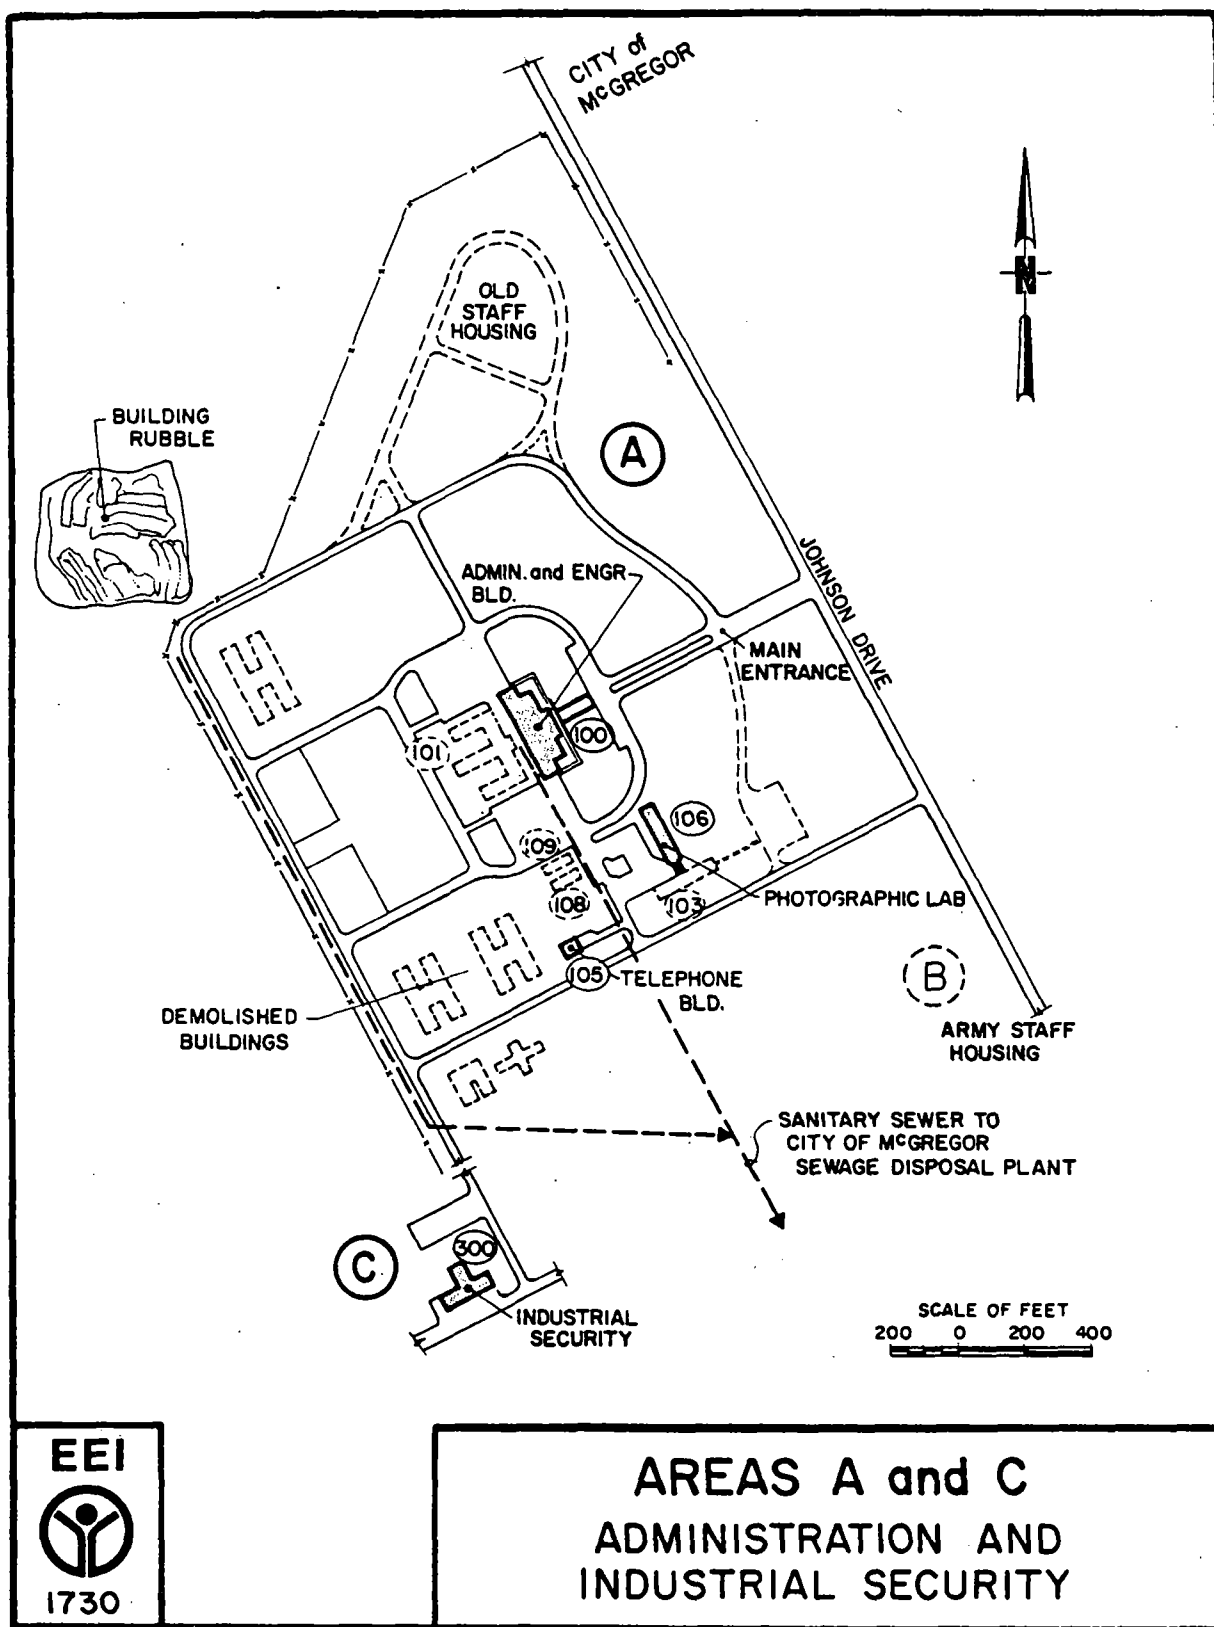 CITY of
McGREGOR
N
OLD
STAFF
HOUSING
BUILDING
RUBBLE
A
JOHNSON DRIVE
ADMIN. and ENGR
BLD.
MAIN
ENTRANCE
100
101
106
109
108
103
PHOTOGRAPHIC LAB
105
TELEPHONE
BLD.
B
DEMOLISHED
BUILDINGS
ARMY STAFF
HOUSING
SANITARY SEWER TO
CITY OF McGREGOR
SEWAGE DISPOSAL PLANT
C
300
INDUSTRIAL
SECURITY
SCALE OF FEET
200 0 200 400
EEI
1730
AREAS A and C
ADMINISTRATION AND
INDUSTRIAL SECURITY